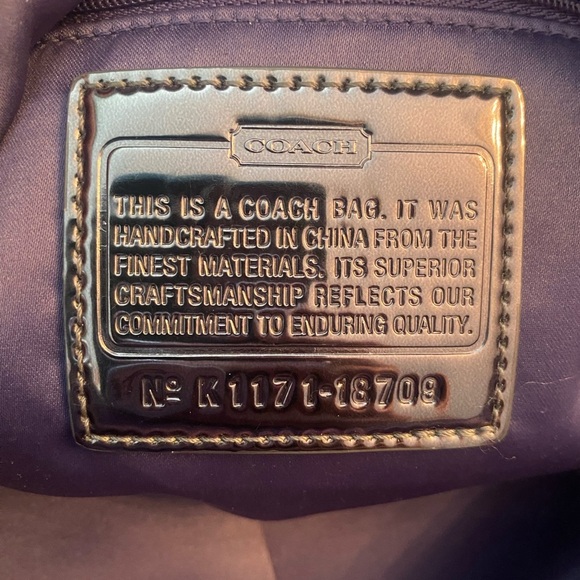 COACH
THIS IS A COACH BAG. IT WAS
HANDCRAFTED IN CHINA FROM THE
FINEST MATERIALS. ITS SUPERIOR
CRAFTSMANSHIP REFLECTS OUR
COMMITMENT TO ENDURING QUALITY.
Nº K1171-18709